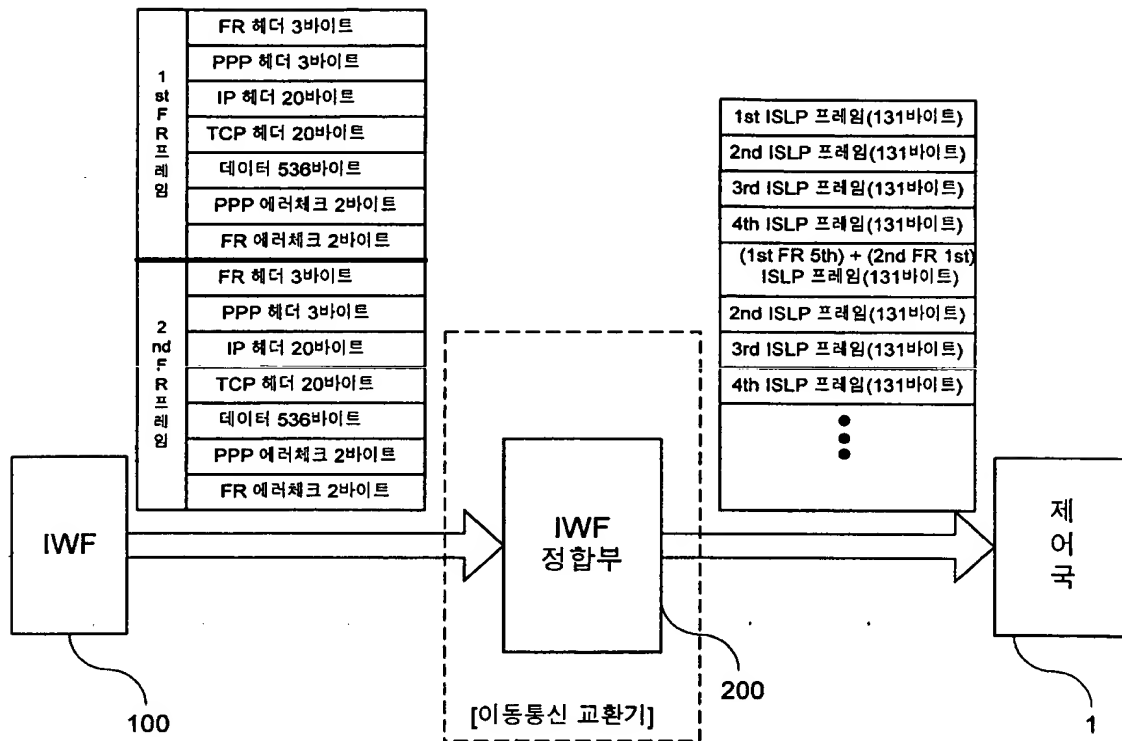 1
st
F
R
프
레
임
FR 헤더 3바이트
PPP 헤더 3바이트
IP 헤더 20바이트
TCP 헤더 20바이트
데이터 536바이트
PPP 에러체크 2바이트
FR 에러체크 2바이트
2
nd
F
R
프
레
임
FR 헤더 3바이트
PPP 헤더 3바이트
IP 헤더 20바이트
TCP 헤더 20바이트
데이터 536바이트
PPP 에러체크 2바이트
FR 에러체크 2바이트
1st ISLP 프레임(131바이트)
2nd ISLP 프레임(131바이트)
3rd ISLP 프레임(131바이트)
4th ISLP 프레임(131바이트)
(1st FR 5th) + (2nd FR 1st)
ISLP 프레임(131바이트)
2nd ISLP 프레임(131바이트)
3rd ISLP 프레임(131바이트)
4th ISLP 프레임(131바이트)
IWF
IWF
정합부
제
어
국
100
200
1
[이동통신 교환기]